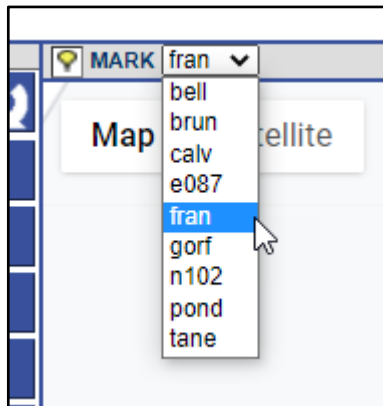 MARK fran
bell
brun
Map calv tellite
e087
fran
gorf
n102
pond
tane